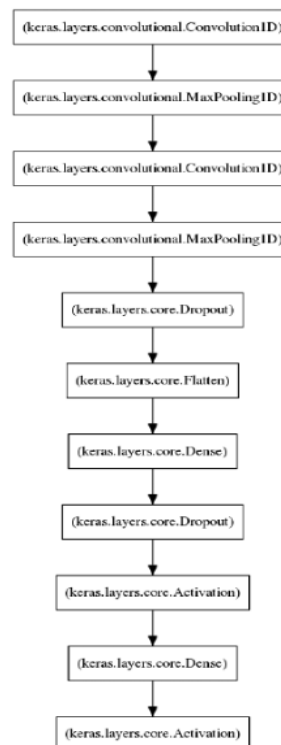 (keras.layers.convolutional.Convolution1D)
(keras.layers.convolutional.MaxPooling1D)
(keras.layers.convolutional.Convolution1D)
(keras.layers.convolutional.MaxPooling1D)
(keras.layers.core.Dropout)
(keras.layers.core.Flatten)
(keras.layers.core.Dense)
(keras.layers.core.Dropout)
(keras.layers.core.Activation)
(keras.layers.core.Dense)
(keras.layers.core.Activation)